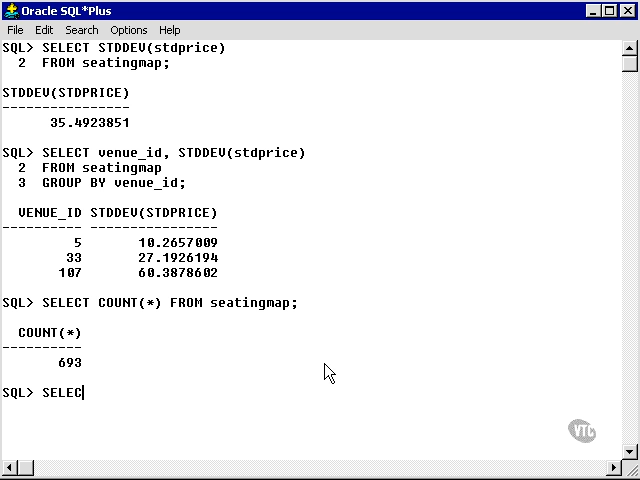 Oracle SQL*Plus
File Edit Search Options Help
SQL> SELECT STDDEV(stdprice)
2 FROM seatingmap;
STDDEV(STDPRICE)
----------------
35.4923851
SQL> SELECT venue_id, STDDEV(stdprice)
2 FROM seatingmap
3 GROUP BY venue_id;
VENUE_ID STDDEV(STDPRICE)
---------- ----------------
5 10.2657009
33 27.1926194
107 60.3878602
SQL> SELECT COUNT(*) FROM seatingmap;
COUNT(*)
----------
693
SQL> SELEC
VTC